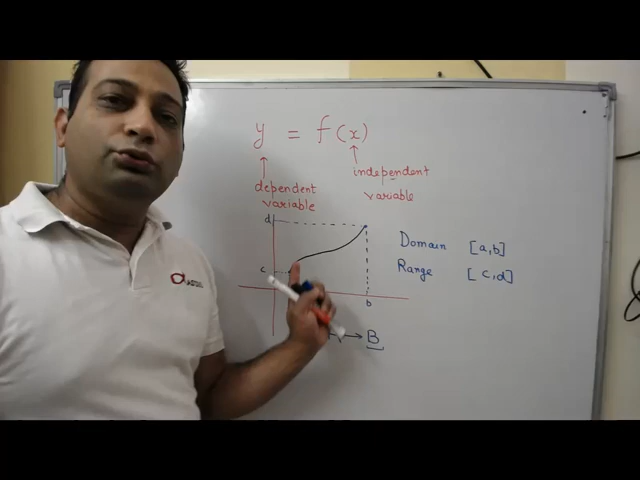 y = f(x)
dependent
variable
independent
variable
d
c
b
Domain [a,b]
Range [c,d]
B